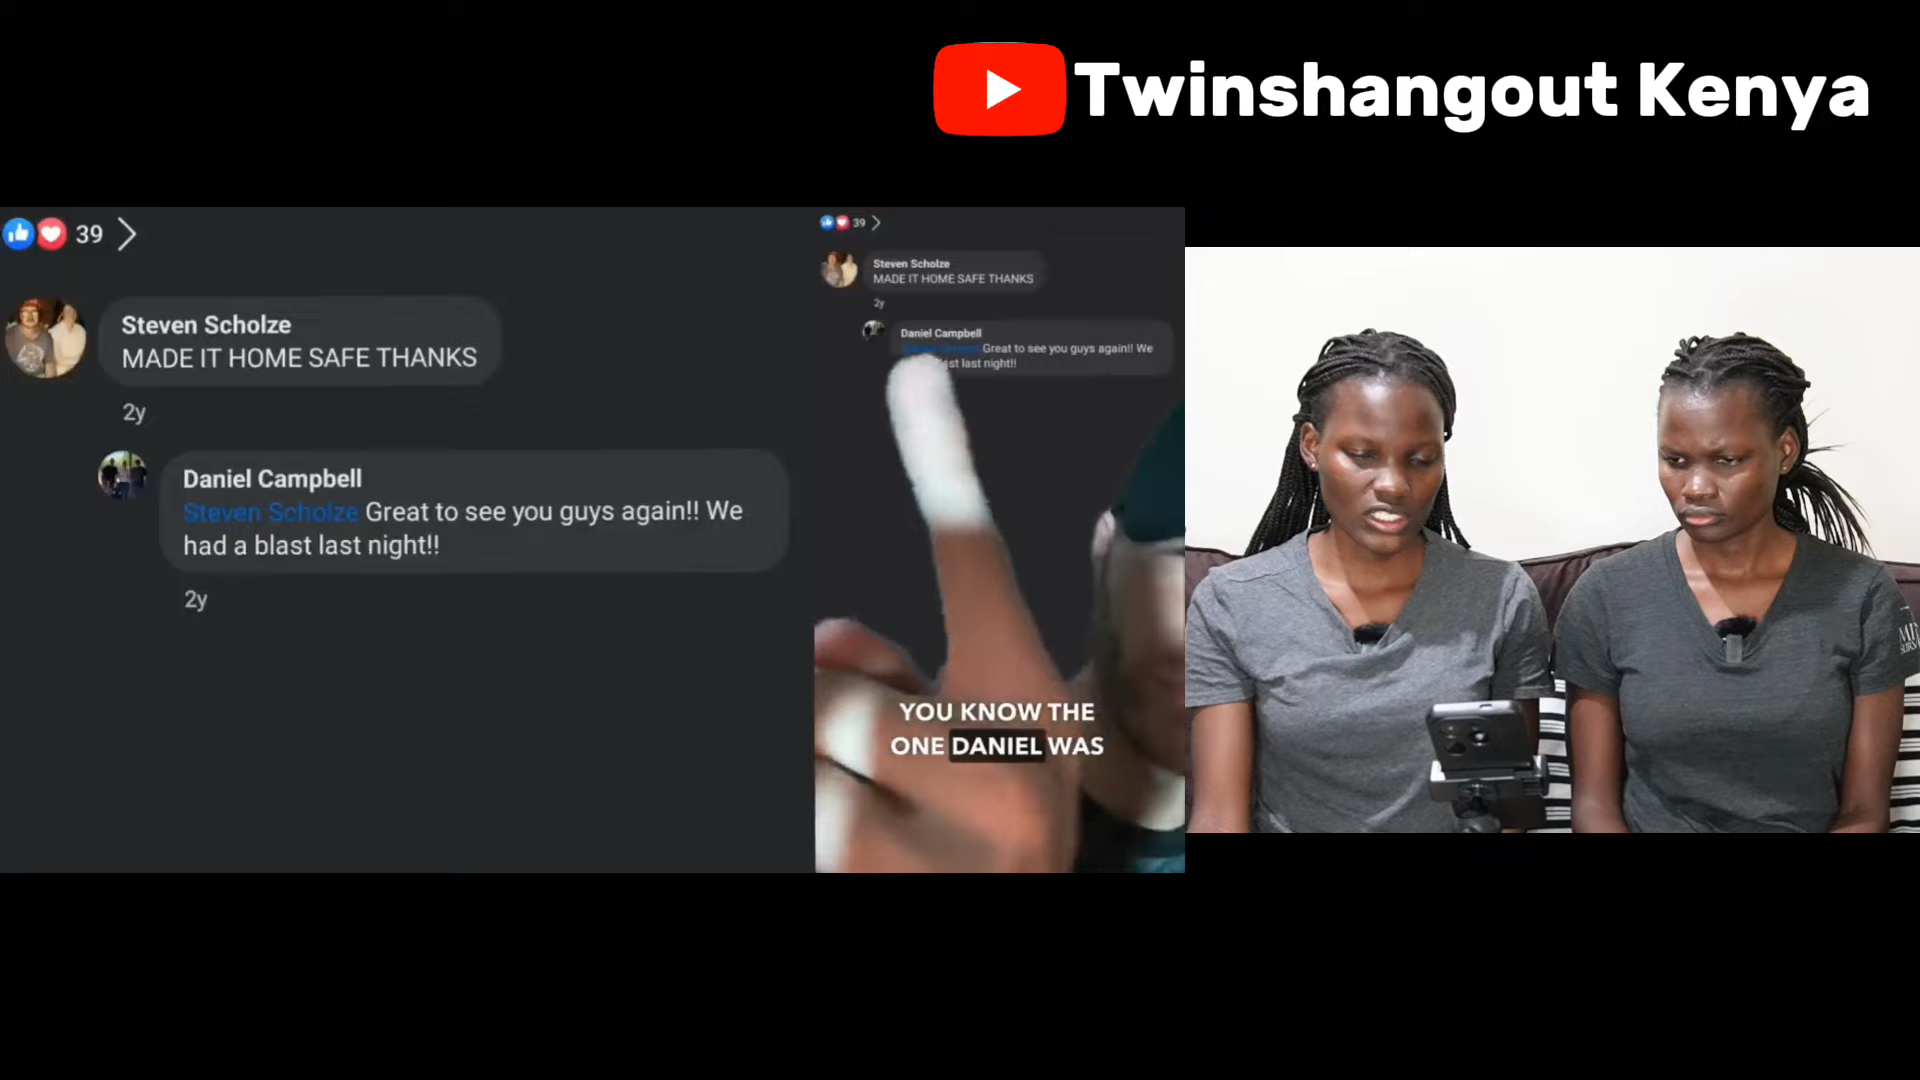 Twinshangout Kenya
39
Steven Scholze
MADE IT HOME SAFE THANKS
2y
Daniel Campbell
Steven Scholze Great to see you guys again!! We
had a blast last night!!
2y
39
Steven Scholze
MADE IT HOME SAFE THANKS
2y
Daniel Campbell
Great to see you guys again!! We
last night!!
YOU KNOW THE
ONE DANIEL WAS